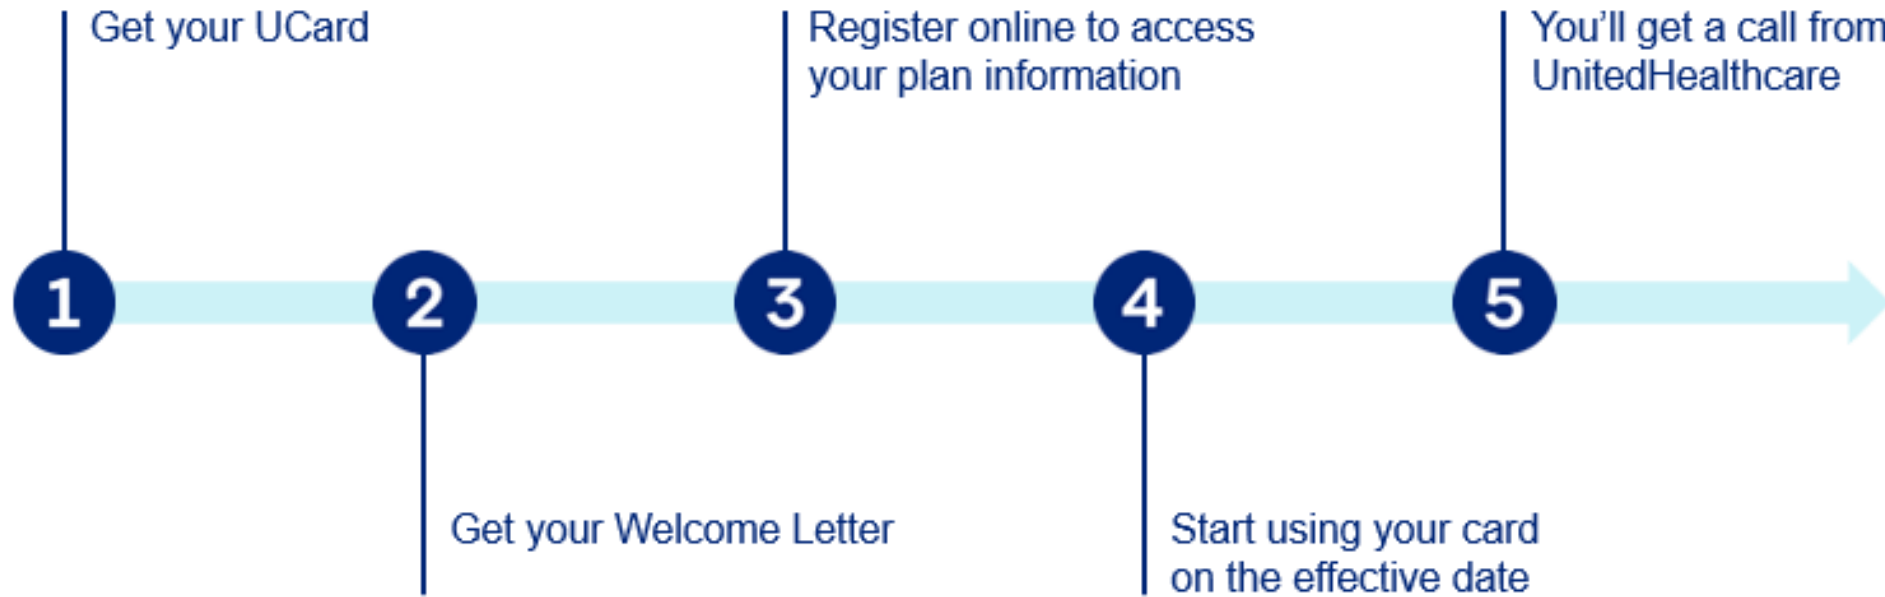 Get your UCard
Register online to access
your plan information
You'll get a call from
UnitedHealthcare
1
2
3
4
5
Get your Welcome Letter
Start using your card
on the effective date